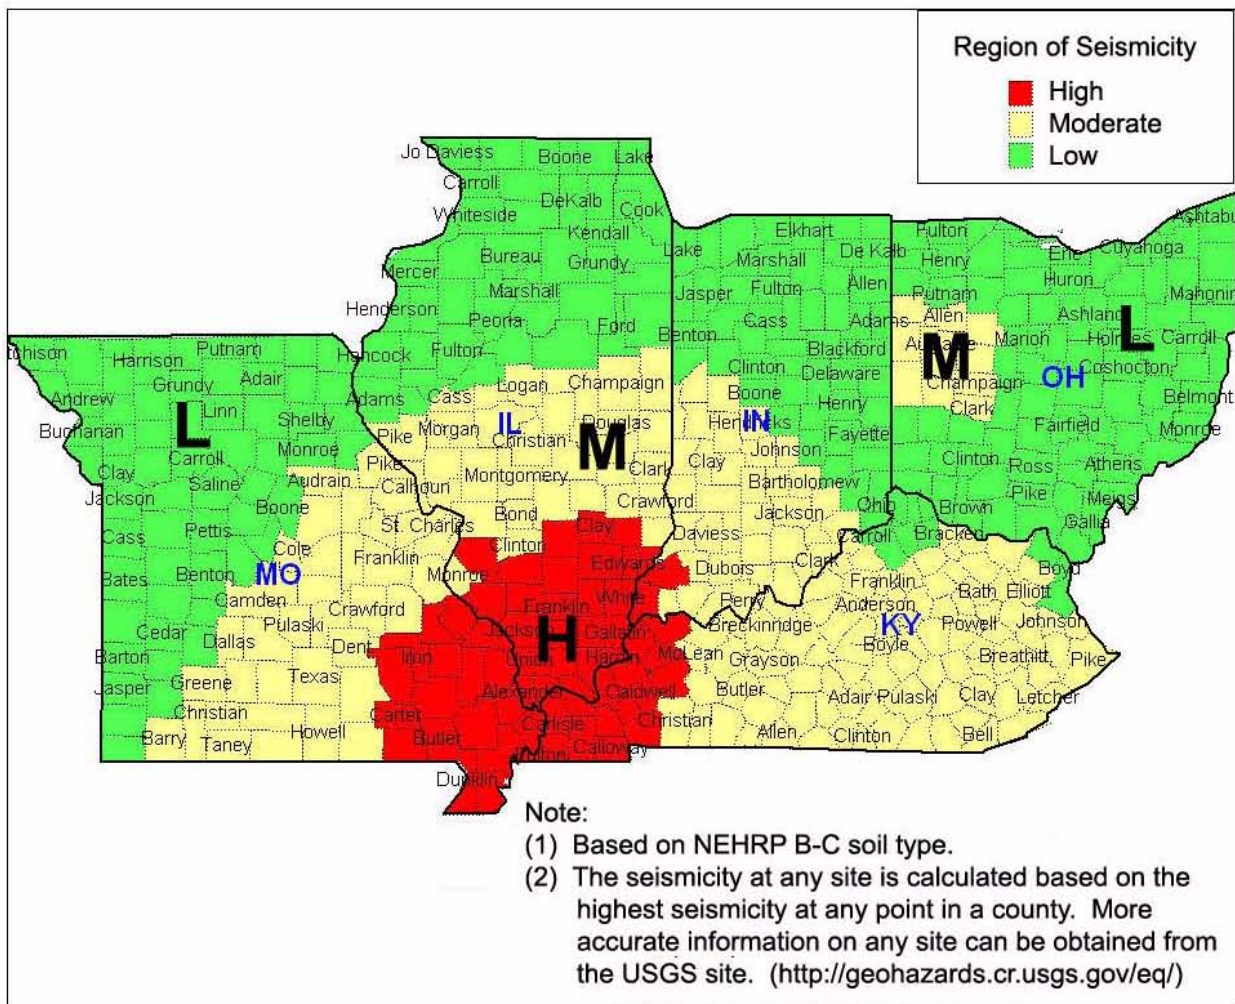 Region of Seismicity
High
Moderate
Low
Jo Daviess
Boone
Lake
Carroll
DeKalb
Whiteside
Cook
Kendall
Bureau
Grundy
Mercer
Marshall
Henderson
Peoria
Ford
Hancock
Fulton
Adams
Cass
Logan
Champaign
IL
Pike
Morgan
Christian
Douglas
M
Montgomery
Clark
Calhoun
Crawford
Bond
Clay
Clinton
Monroe
Edwards
White
Franklin
Jackson
Gallatin
H
Union
Hardin
Alexander
tchison
Harrison
Putnam
Grundy
Adair
Andrew
Linn
Shelby
Buchanan
L
Monroe
Carroll
Pike
Clay
Saline
Audrain
Jackson
Boone
St. Charles
Cass
Pettis
Cole
Franklin
Bates
Benton
MO
Camden
Crawford
Pulaski
Cedar
Dallas
Dent
Iron
Barton
Jasper
Greene
Texas
Christian
Carter
Barry
Taney
Howell
Butler
Dunklin
Lake
Elkhart
Marshall
De Kalb
Jasper
Fulton
Allen
Cass
Adams
Benton
Blackford
Clinton
Delaware
Boone
Henry
IN
Hendricks
Fayette
Johnson
Clay
Bartholomew
Jackson
Ohio
Daviess
Clark
Dubois
Perry
Ashtabu
Fulton
Cuyahoga
Erie
Henry
Huron
Putnam
Mahonin
Allen
Ashland
L
Marion
Holmes
Carroll
M
OH
Coshocton
Champaign
Belmont
Clark
Fairfield
Monroe
Clinton
Ross
Athens
Pike
Meigs
Brown
Gallia
Carroll
Bracken
Boyd
Franklin
Bath
Elliott
Anderson
KY
Powell
Johnson
Breckinridge
Boyle
McLean
Grayson
Breathitt
Pike
Caldwell
Butler
Adair
Pulaski
Clay
Letcher
Christian
Carlisle
Allen
Clinton
Bell
Calloway
Note:
(1) Based on NEHRP B-C soil type.
(2) The seismicity at any site is calculated based on the
highest seismicity at any point in a county. More
accurate information on any site can be obtained from
the USGS site. (http://geohazards.cr.usgs.gov/eq/)